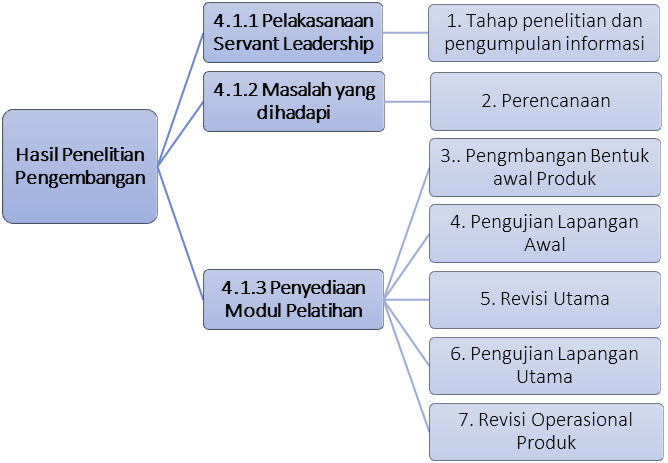 Hasil Penelitian
Pengembangan
4.1.1 Pelakasanaan
Servant Leadership
1. Tahap penelitian dan
pengumpulan informasi
4.1.2 Masalah yang
dihadapi
2. Perencanaan
4.1.3 Penyediaan
Modul Pelatihan
3.. Pengmbangan Bentuk
awal Produk
4. Pengujian Lapangan
Awal
5. Revisi Utama
6. Pengujian Lapangan
Utama
7. Revisi Operasional
Produk